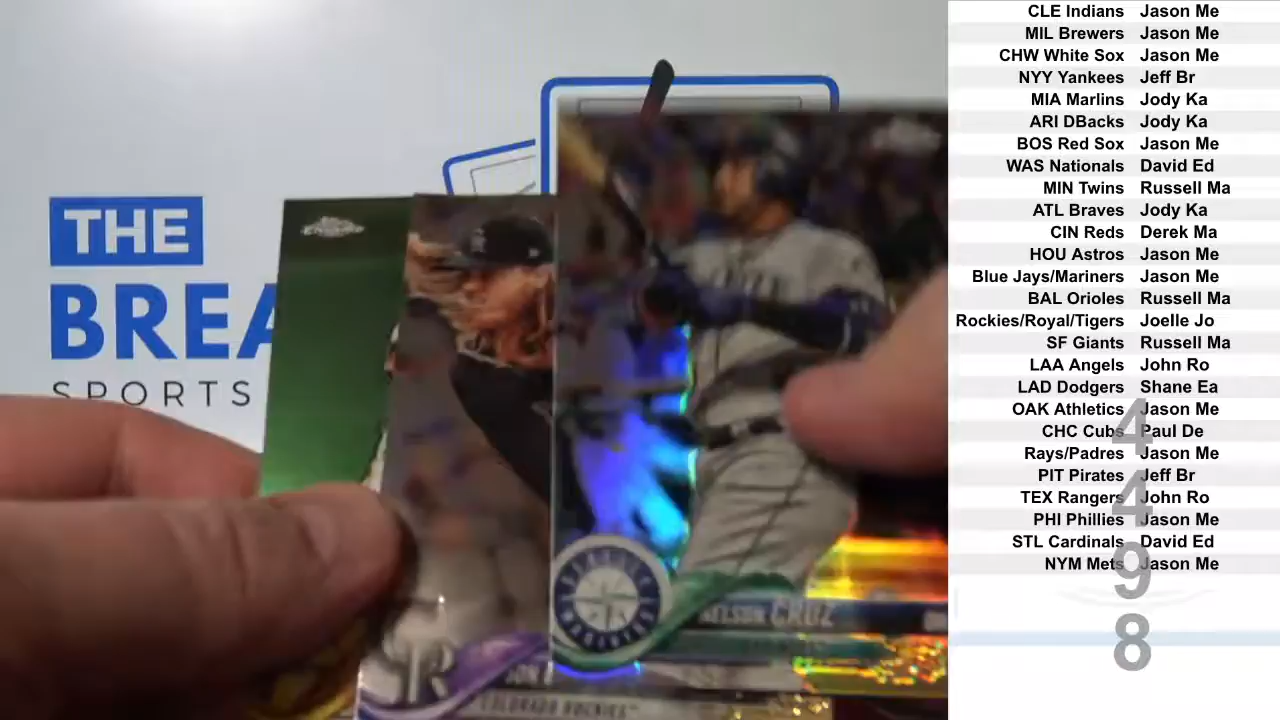 THE
BREA
SPORTS
Chrome
SEATTLE
MARINERS
NELSON CRUZ
CR
COLORADO ROCKIES™
CLE Indians Jason Me
MIL Brewers Jason Me
CHW White Sox Jason Me
NYY Yankees Jeff Br
MIA Marlins Jody Ka
ARI DBacks Jody Ka
BOS Red Sox Jason Me
WAS Nationals David Ed
MIN Twins Russell Ma
ATL Braves Jody Ka
CIN Reds Derek Ma
HOU Astros Jason Me
Blue Jays/Mariners Jason Me
BAL Orioles Russell Ma
Rockies/Royal/Tigers Joelle Jo
SF Giants Russell Ma
LAA Angels John Ro
LAD Dodgers Shane Ea
OAK Athletics Jason Me
CHC Cubs Paul De
Rays/Padres Jason Me
PIT Pirates Jeff Br
TEX Rangers John Ro
PHI Phillies Jason Me
STL Cardinals David Ed
NYM Mets Jason Me
4
4
9
8